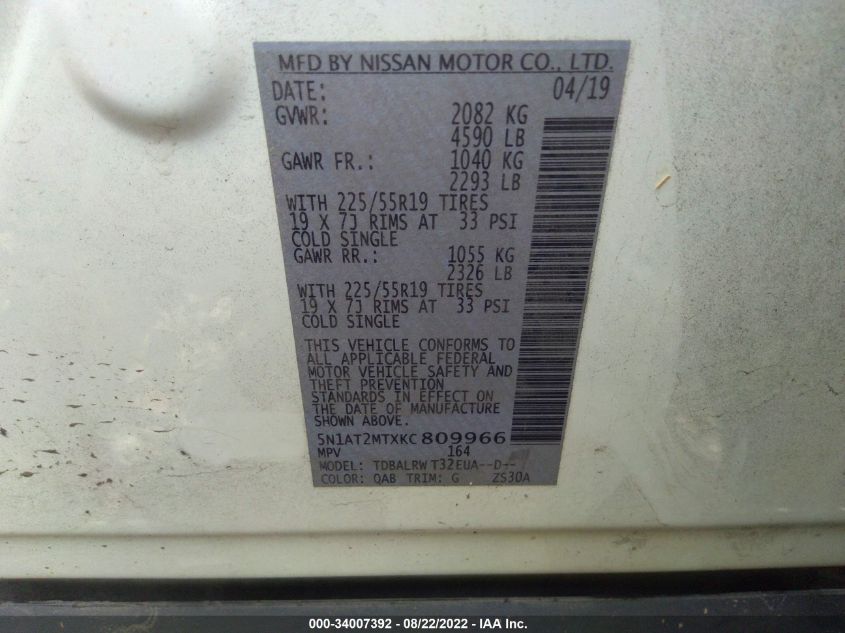 MFD BY NISSAN MOTOR CO., LTD.
DATE: 04/19
GVWR: 2082 KG
4590 LB
GAWR FR.: 1040 KG
2293 LB
WITH 225/55R19 TIRES
19 X 7J RIMS AT 33 PSI
COLD SINGLE
GAWR RR.: 1055 KG
2326 LB
WITH 225/55R19 TIRES
19 X 7J RIMS AT 33 PSI
COLD SINGLE
THIS VEHICLE CONFORMS TO
ALL APPLICABLE FEDERAL
MOTOR VEHICLE SAFETY AND
THEFT PREVENTION
STANDARDS IN EFFECT ON
THE DATE OF MANUFACTURE
SHOWN ABOVE.
5N1AT2MTXKC809966
MPV 164
MODEL: TDBALRW T32EUA--D--
COLOR: QAB TRIM: G ZS30A
000-34007392 - 08/22/2022 - IAA Inc.